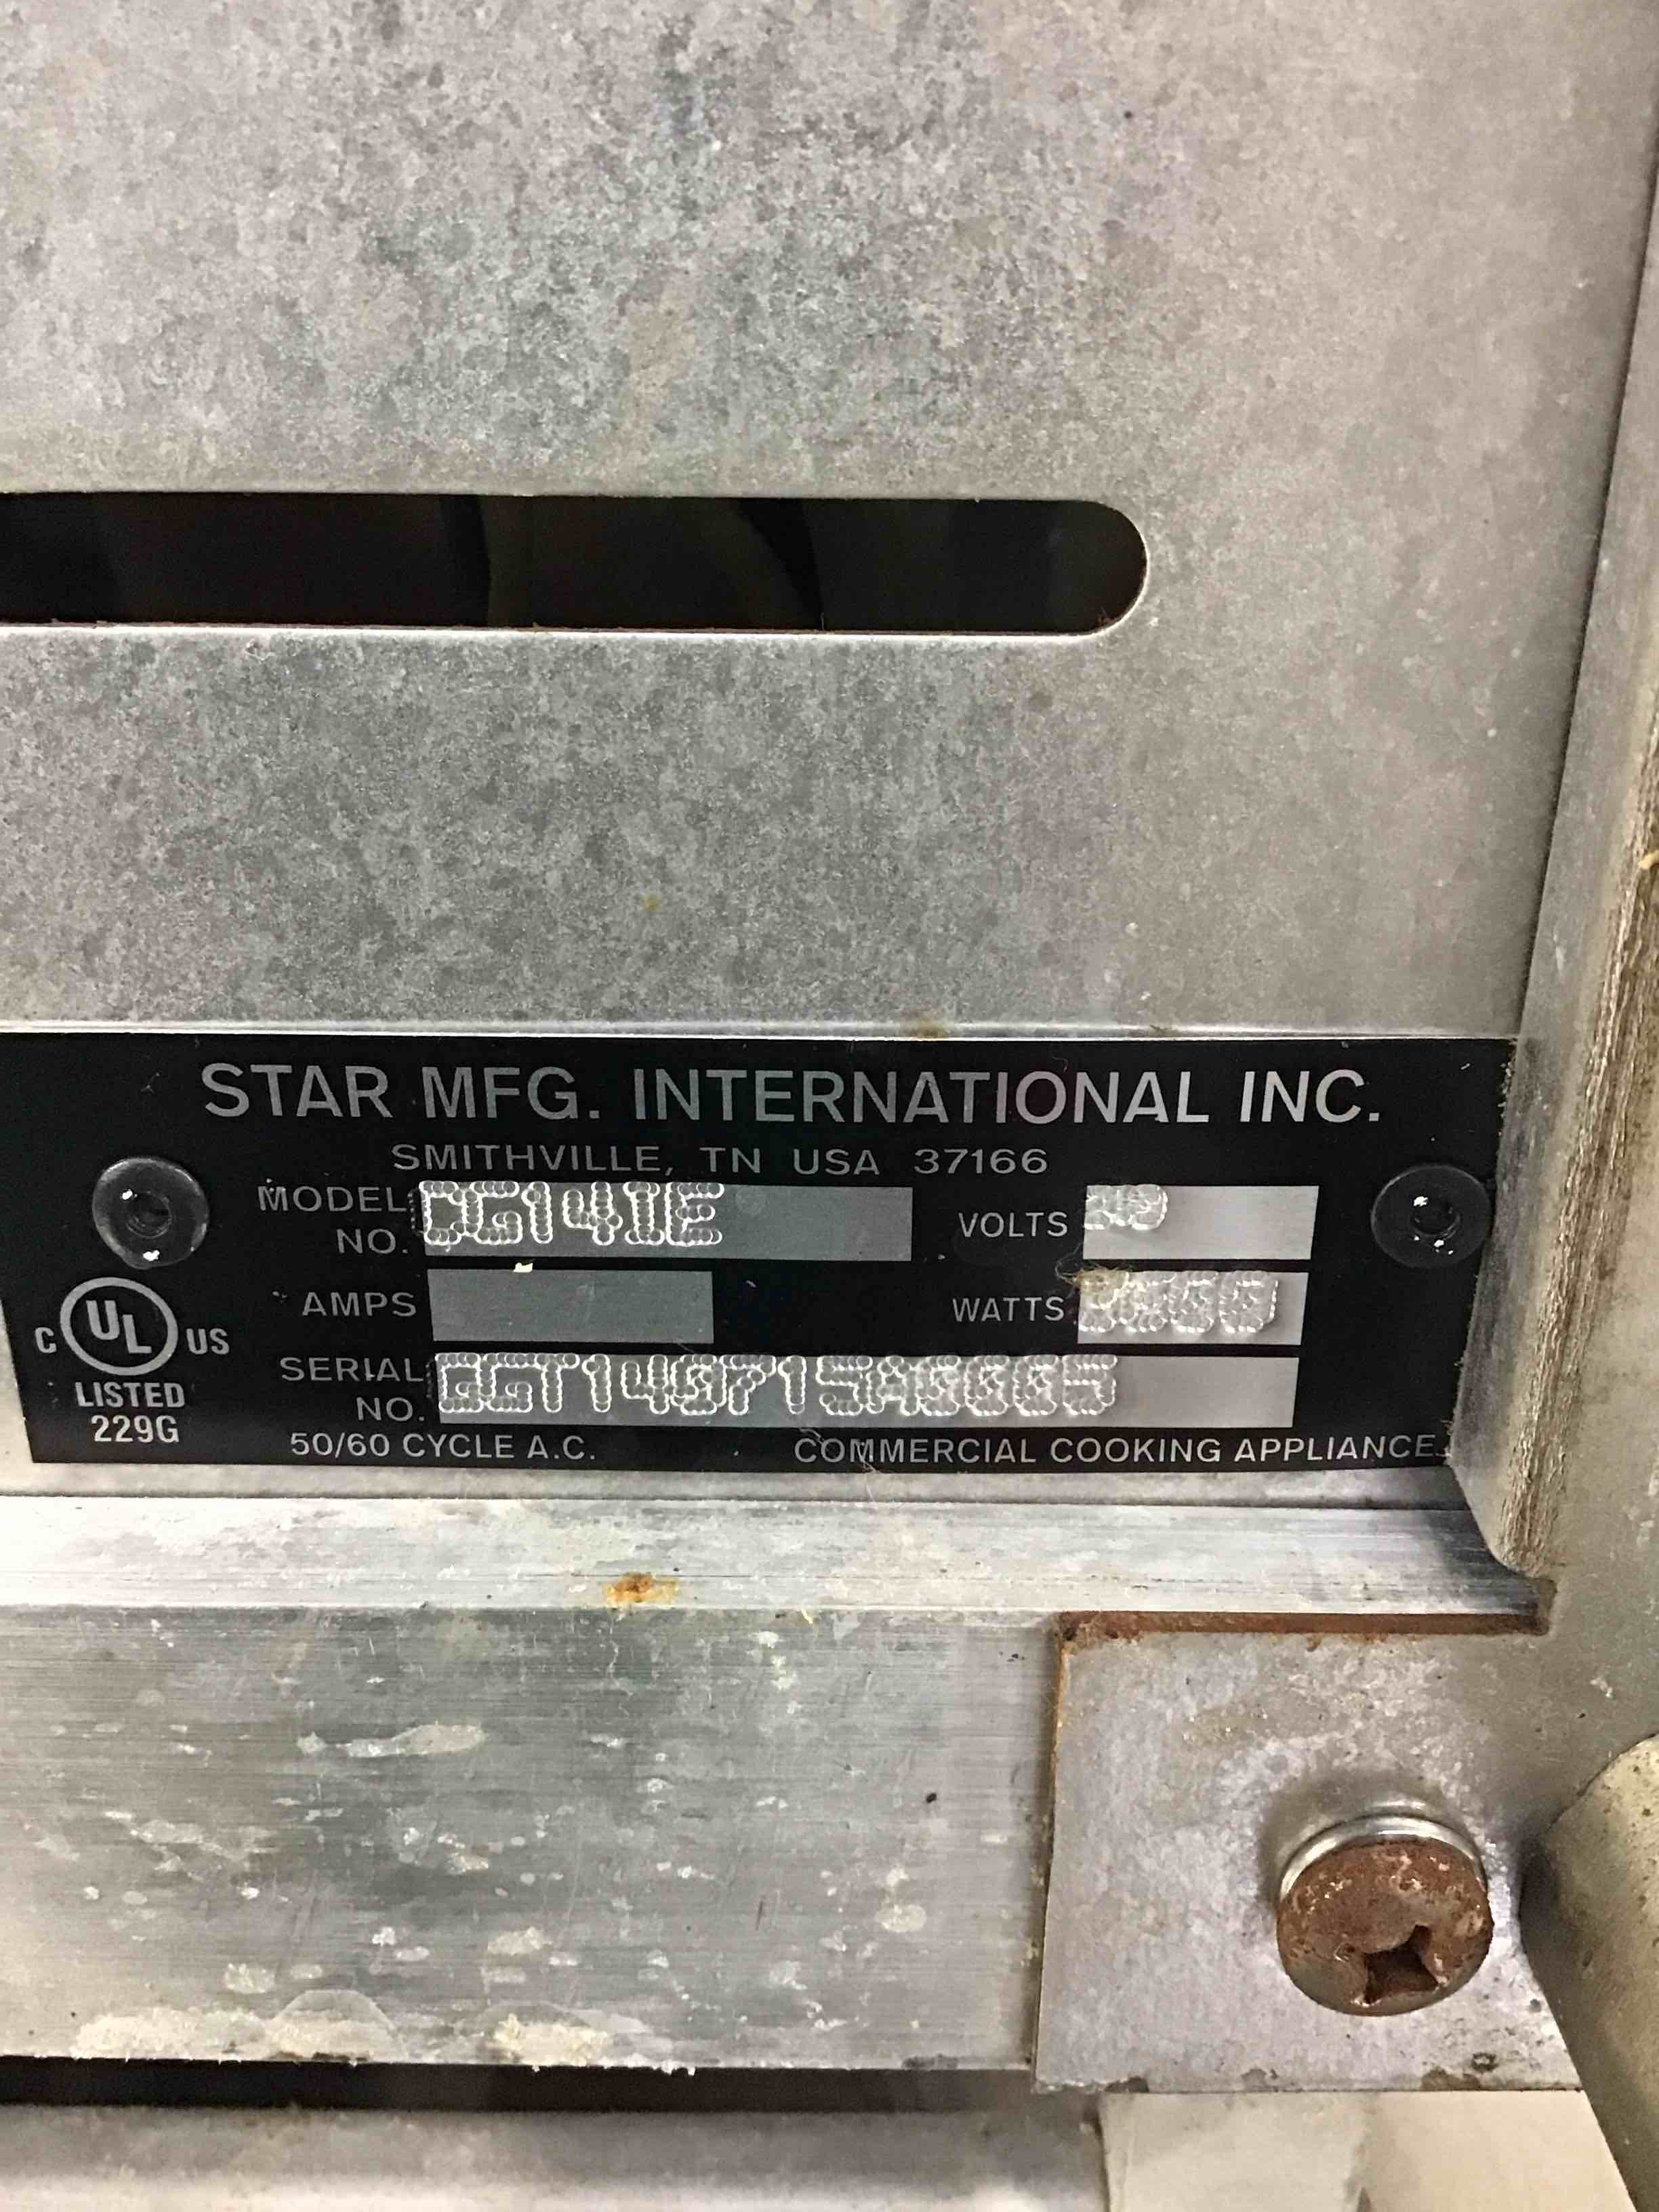 STAR MFG. INTERNATIONAL INC.
SMITHVILLE, TN USA 37166
MODEL NO. CG14IE VOLTS
AMPS WATTS
C UL US
LISTED
229G
SERIAL NO.
50/60 CYCLE A.C. COMMERCIAL COOKING APPLIANCE